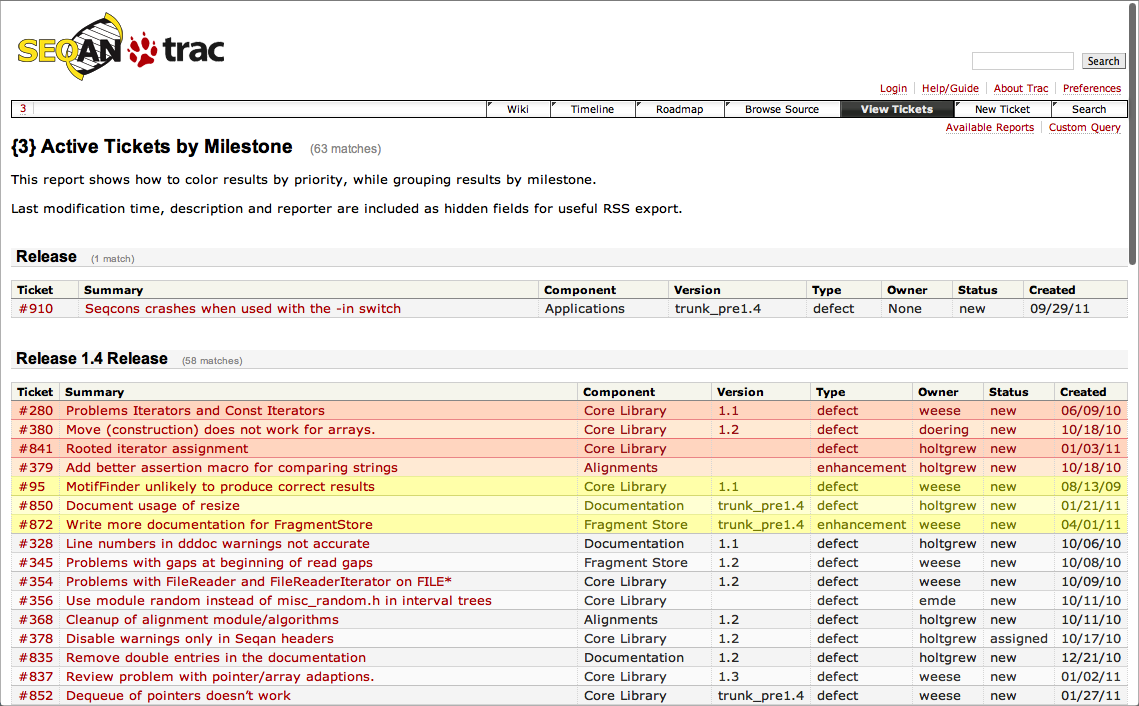 SEQAN trac
Search
Login Help/Guide About Trac Preferences
3 Wiki Timeline Roadmap Browse Source View Tickets New Ticket Search
Available Reports Custom Query
{3} Active Tickets by Milestone (63 matches)
This report shows how to color results by priority, while grouping results by milestone.
Last modification time, description and reporter are included as hidden fields for useful RSS export.
Release (1 match)
Ticket Summary Component Version Type Owner Status Created
#910 Seqcons crashes when used with the -in switch Applications trunk_pre1.4 defect None new 09/29/11
Release 1.4 Release (58 matches)
Ticket Summary Component Version Type Owner Status Created
#280 Problems Iterators and Const Iterators Core Library 1.1 defect weese new 06/09/10
#380 Move (construction) does not work for arrays. Core Library 1.2 defect doering new 10/18/10
#841 Rooted iterator assignment Core Library defect holtgrew new 01/03/11
#379 Add better assertion macro for comparing strings Alignments enhancement holtgrew new 10/18/10
#95 MotifFinder unlikely to produce correct results Core Library 1.1 defect weese new 08/13/09
#850 Document usage of resize Documentation trunk_pre1.4 defect holtgrew new 01/21/11
#872 Write more documentation for FragmentStore Fragment Store trunk_pre1.4 enhancement weese new 04/01/11
#328 Line numbers in dddoc warnings not accurate Documentation 1.1 defect holtgrew new 10/06/10
#345 Problems with gaps at beginning of read gaps Fragment Store 1.2 defect weese new 10/08/10
#354 Problems with FileReader and FileReaderIterator on FILE* Core Library 1.2 defect weese new 10/09/10
#356 Use module random instead of misc_random.h in interval trees Core Library defect emde new 10/11/10
#368 Cleanup of alignment module/algorithms Alignments 1.2 defect holtgrew new 10/11/10
#378 Disable warnings only in Seqan headers Core Library 1.2 defect holtgrew assigned 10/17/10
#835 Remove double entries in the documentation Documentation 1.2 defect holtgrew new 12/21/10
#837 Review problem with pointer/array adaptions. Core Library 1.3 defect weese new 01/02/11
#852 Dequeue of pointers doesn't work Core Library trunk_pre1.4 defect weese new 01/27/11